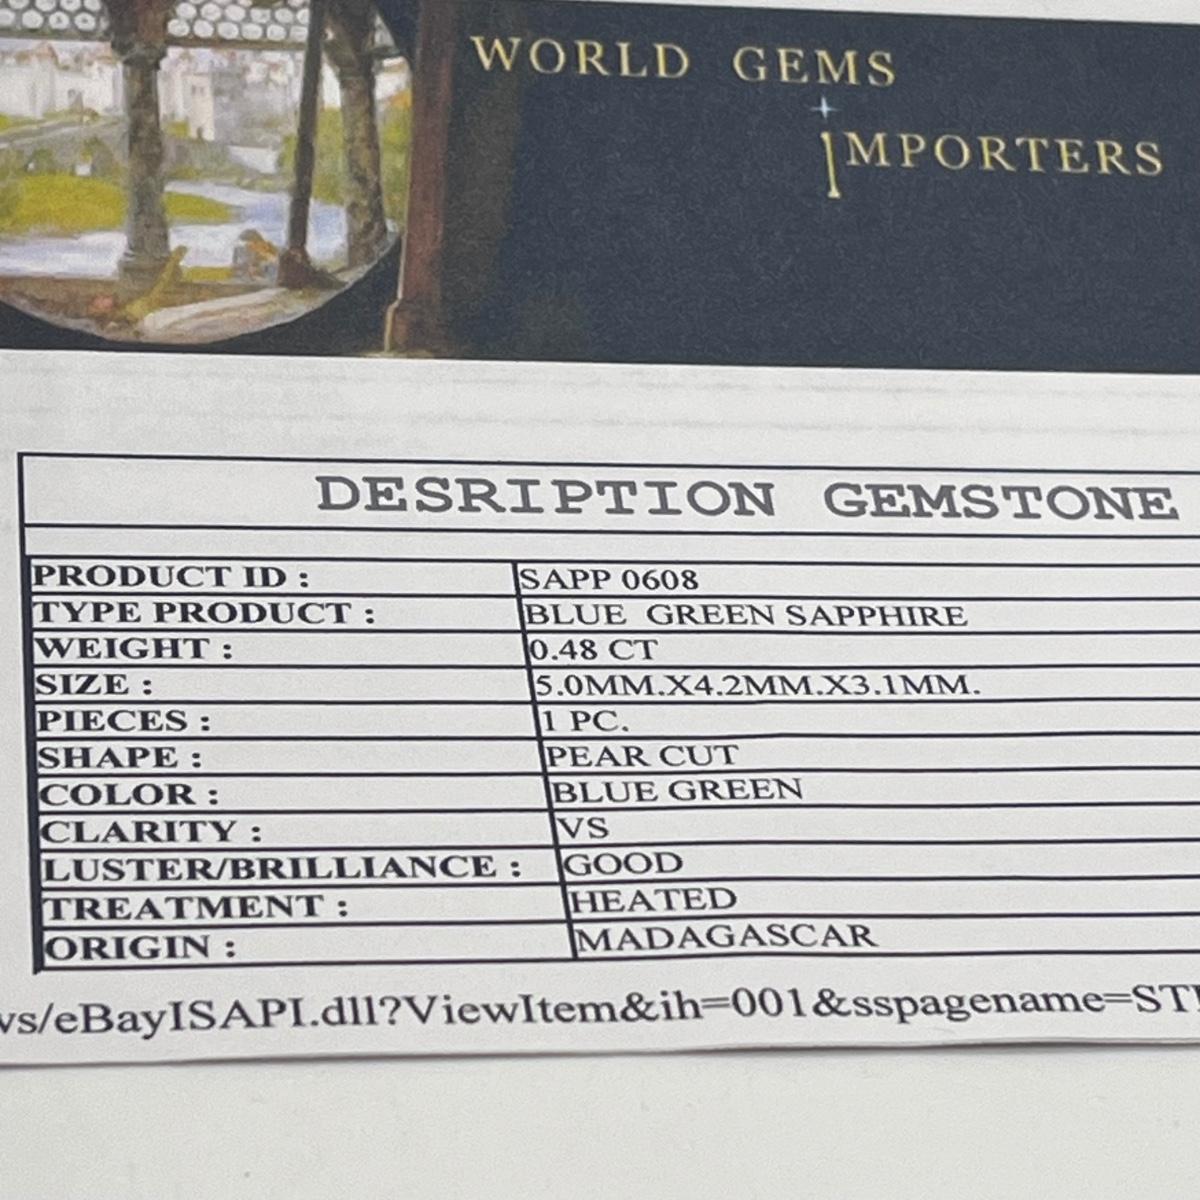 WORLD GEMS
IMPORTERS
DESRIPTION GEMSTONE
PRODUCT ID : SAPP 0608
TYPE PRODUCT : BLUE GREEN SAPPHIRE
WEIGHT : 0.48 CT
SIZE : 5.0MM.X4.2MM.X3.1MM.
PIECES : 1 PC.
SHAPE : PEAR CUT
COLOR : BLUE GREEN
CLARITY : VS
LUSTER/BRILLIANCE : GOOD
TREATMENT : HEATED
ORIGIN : MADAGASCAR
ws/eBayISAPI.dll?ViewItem&ih=001&sspagename=ST